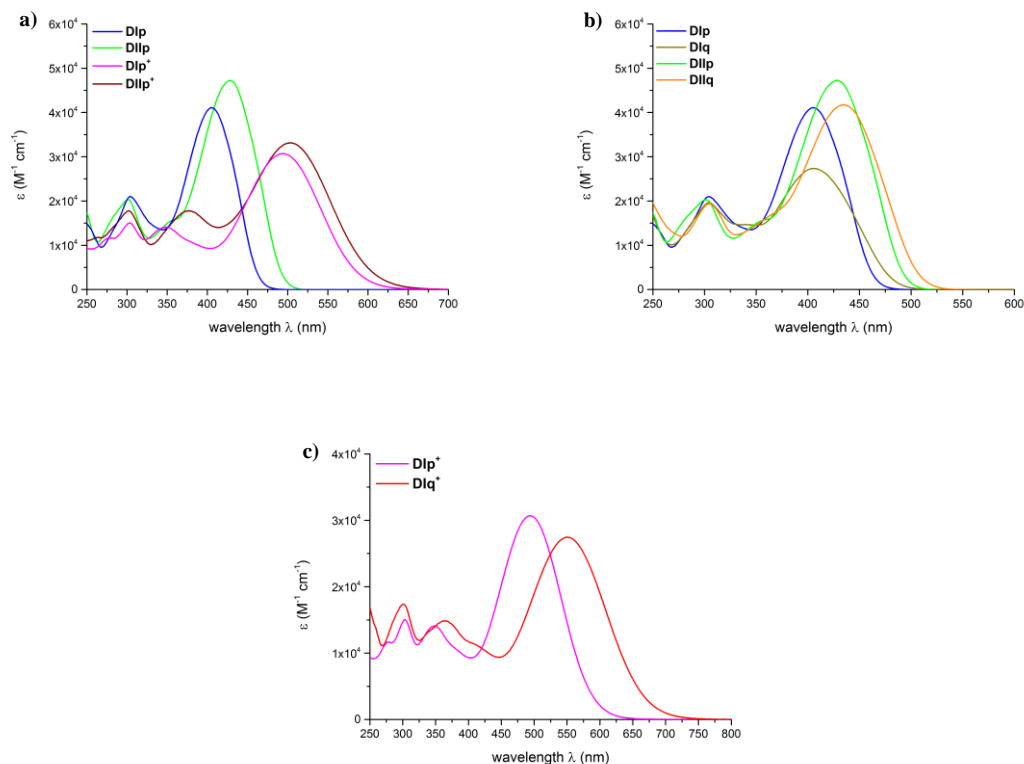 a)
DIp
DIIp
DIp⁺
DIIp⁺
6x10⁴
5x10⁴
4x10⁴
3x10⁴
2x10⁴
1x10⁴
0
ε (M⁻¹ cm⁻¹)
250 300 350 400 450 500 550 600 650 700
wavelength λ (nm)
b)
DIp
DIq
DIIp
DIIq
6x10⁴
5x10⁴
4x10⁴
3x10⁴
2x10⁴
1x10⁴
0
ε (M⁻¹ cm⁻¹)
250 300 350 400 450 500 550 600
wavelength λ (nm)
c)
DIp⁺
DIq⁺
4x10⁴
3x10⁴
2x10⁴
1x10⁴
0
ε (M⁻¹ cm⁻¹)
250 300 350 400 450 500 550 600 650 700 750 800
wavelength λ (nm)